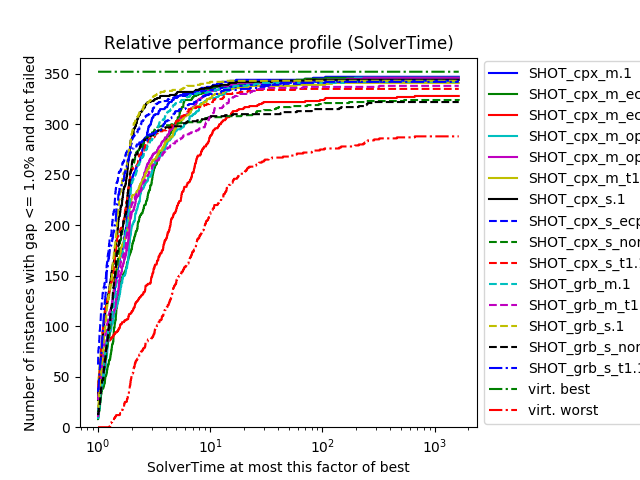 Relative performance profile (SolverTime)
Number of instances with gap <= 1.0% and not failed
350
300
250
200
150
100
50
0
10^0
10^1
10^2
10^3
SolverTime at most this factor of best
SHOT_cpx_m.1
SHOT_cpx_m_ec
SHOT_cpx_m_ec
SHOT_cpx_m_op
SHOT_cpx_m_op
SHOT_cpx_m_t1
SHOT_cpx_s.1
SHOT_cpx_s_ecp
SHOT_cpx_s_nor
SHOT_cpx_s_t1.
SHOT_grb_m.1
SHOT_grb_m_t1
SHOT_grb_s.1
SHOT_grb_s_nor
SHOT_grb_s_t1.
virt. best
virt. worst